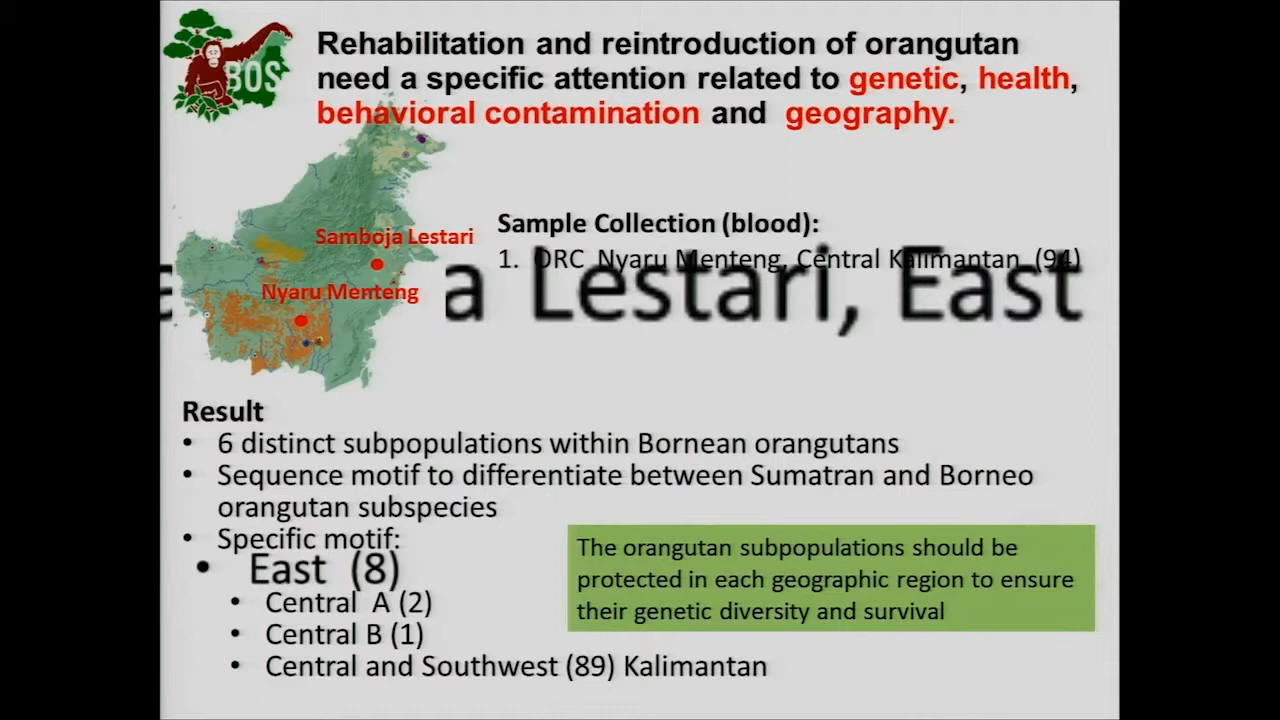 BOS
Rehabilitation and reintroduction of orangutan
need a specific attention related to genetic, health,
behavioral contamination and geography.
Samboja Lestari
Nyaru Menteng
Sample Collection (blood):
1. ORC Nyaru Menteng, Central Kalimantan (94)
a Lestari, East
Result
• 6 distinct subpopulations within Bornean orangutans
• Sequence motif to differentiate between Sumatran and Borneo
orangutan subspecies
• Specific motif:
• East (8)
• Central A (2)
• Central B (1)
• Central and Southwest (89) Kalimantan
The orangutan subpopulations should be
protected in each geographic region to ensure
their genetic diversity and survival